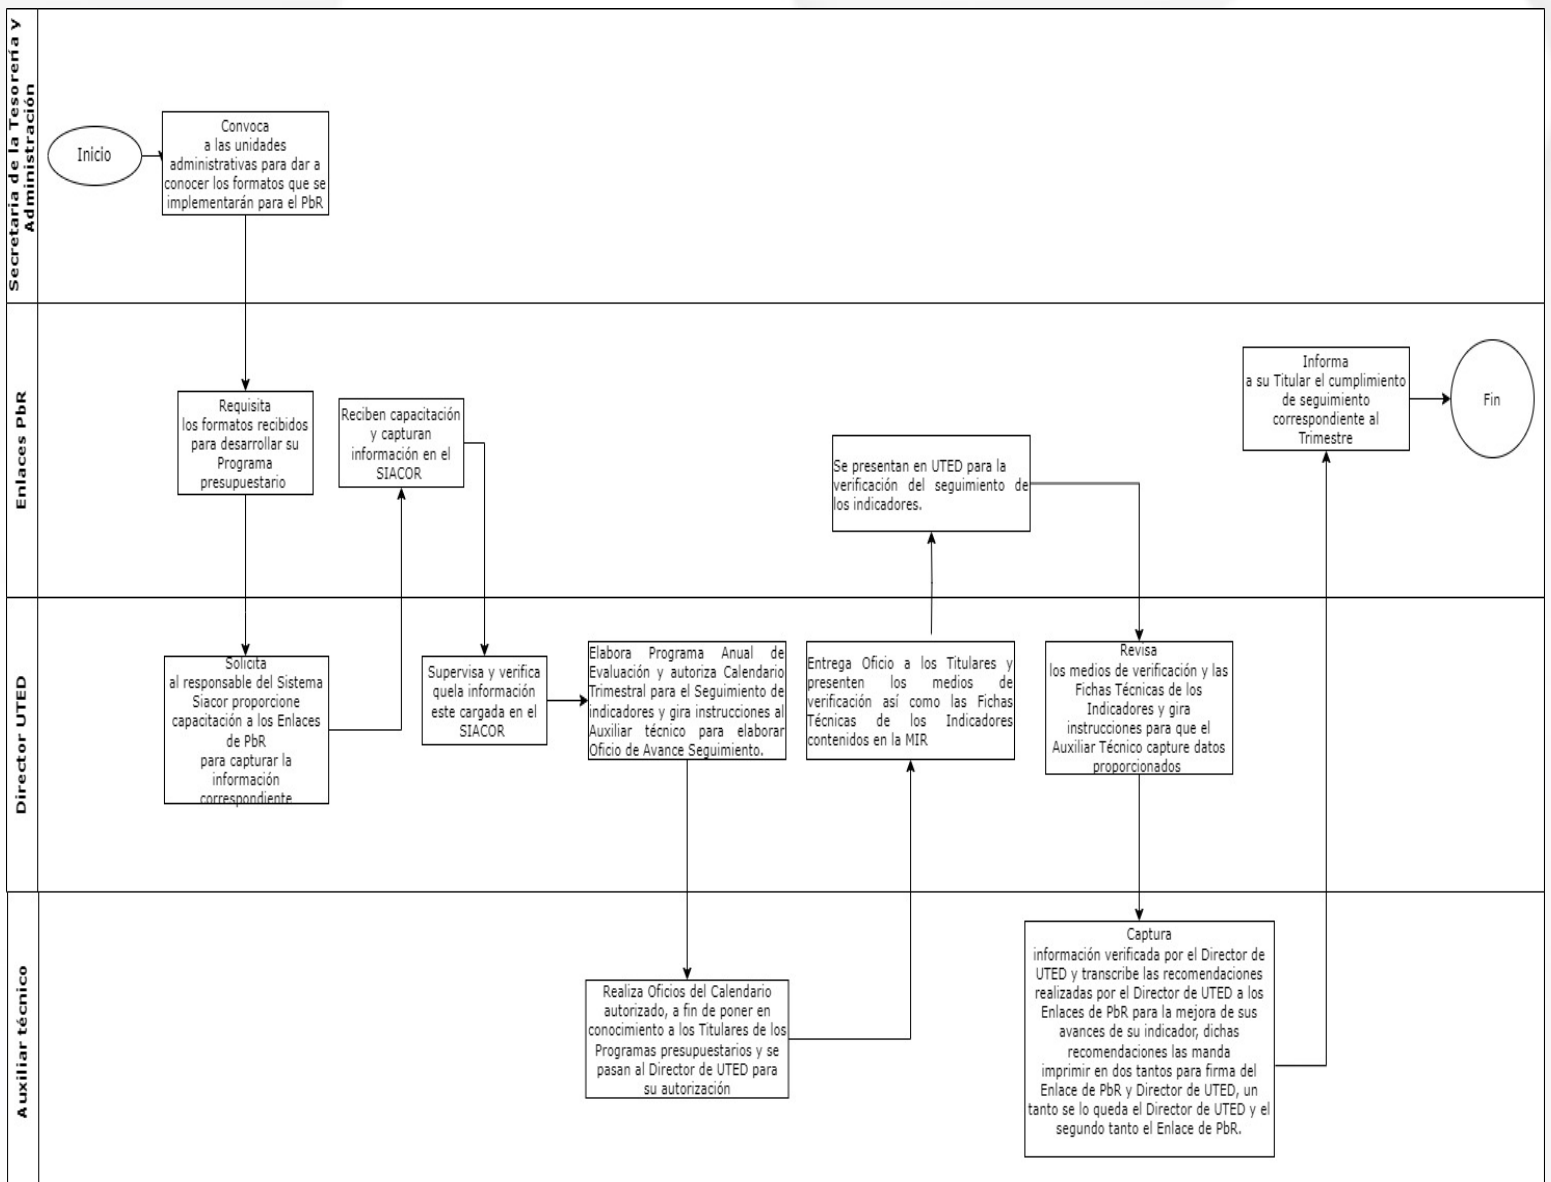 Secretaria de la Tesorería y
Administración
Inicio
Convoca
a las unidades
administrativas para dar a
conocer los formatos que se
implementarán para el PbR
Enlaces PbR
Requisita
los formatos recibidos
para desarrollar su
Programa
presupuestario
Reciben capacitación
y capturan
información en el
SIACOR
Se presentan en UTED para la
verificación del seguimiento de
los indicadores.
Informa
a su Titular el cumplimiento
de seguimiento
correspondiente al
Trimestre
Fin
Director UTED
Solicita
al responsable del Sistema
Siacor proporcione
capacitación a los Enlaces
de PbR
para capturar la
información
correspondiente
Supervisa y verifica
quela información
este cargada en el
SIACOR
Elabora Programa Anual de
Evaluación y autoriza Calendario
Trimestral para el Seguimiento de
indicadores y gira instrucciones al
Auxiliar técnico para elaborar
Oficio de Avance Seguimiento.
Entrega Oficio a los Titulares y
presenten los medios de
verificación así como las Fichas
Técnicas de los Indicadores
contenidos en la MIR
Revisa
los medios de verificación y las
Fichas Técnicas de los
Indicadores y gira
instrucciones para que el
Auxiliar Técnico capture datos
proporcionados
Auxiliar técnico
Realiza Oficios del Calendario
autorizado, a fin de poner en
conocimiento a los Titulares de los
Programas presupuestarios y se
pasan al Director de UTED para
su autorización
Captura
información verificada por el Director de
UTED y transcribe las recomendaciones
realizadas por el Director de UTED a los
Enlaces de PbR para la mejora de sus
avances de su indicador, dichas
recomendaciones las manda
imprimir en dos tantos para firma del
Enlace de PbR y Director de UTED, un
tanto se lo queda el Director de UTED y el
segundo tanto el Enlace de PbR.